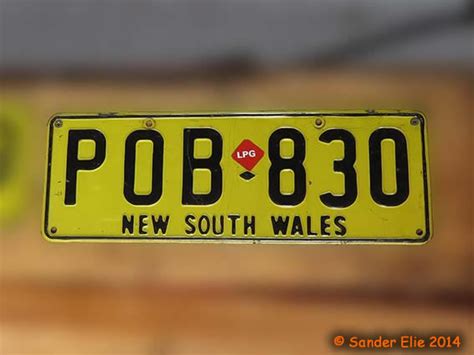 POB LPG 830
NEW SOUTH WALES
© Sander Elie 2014